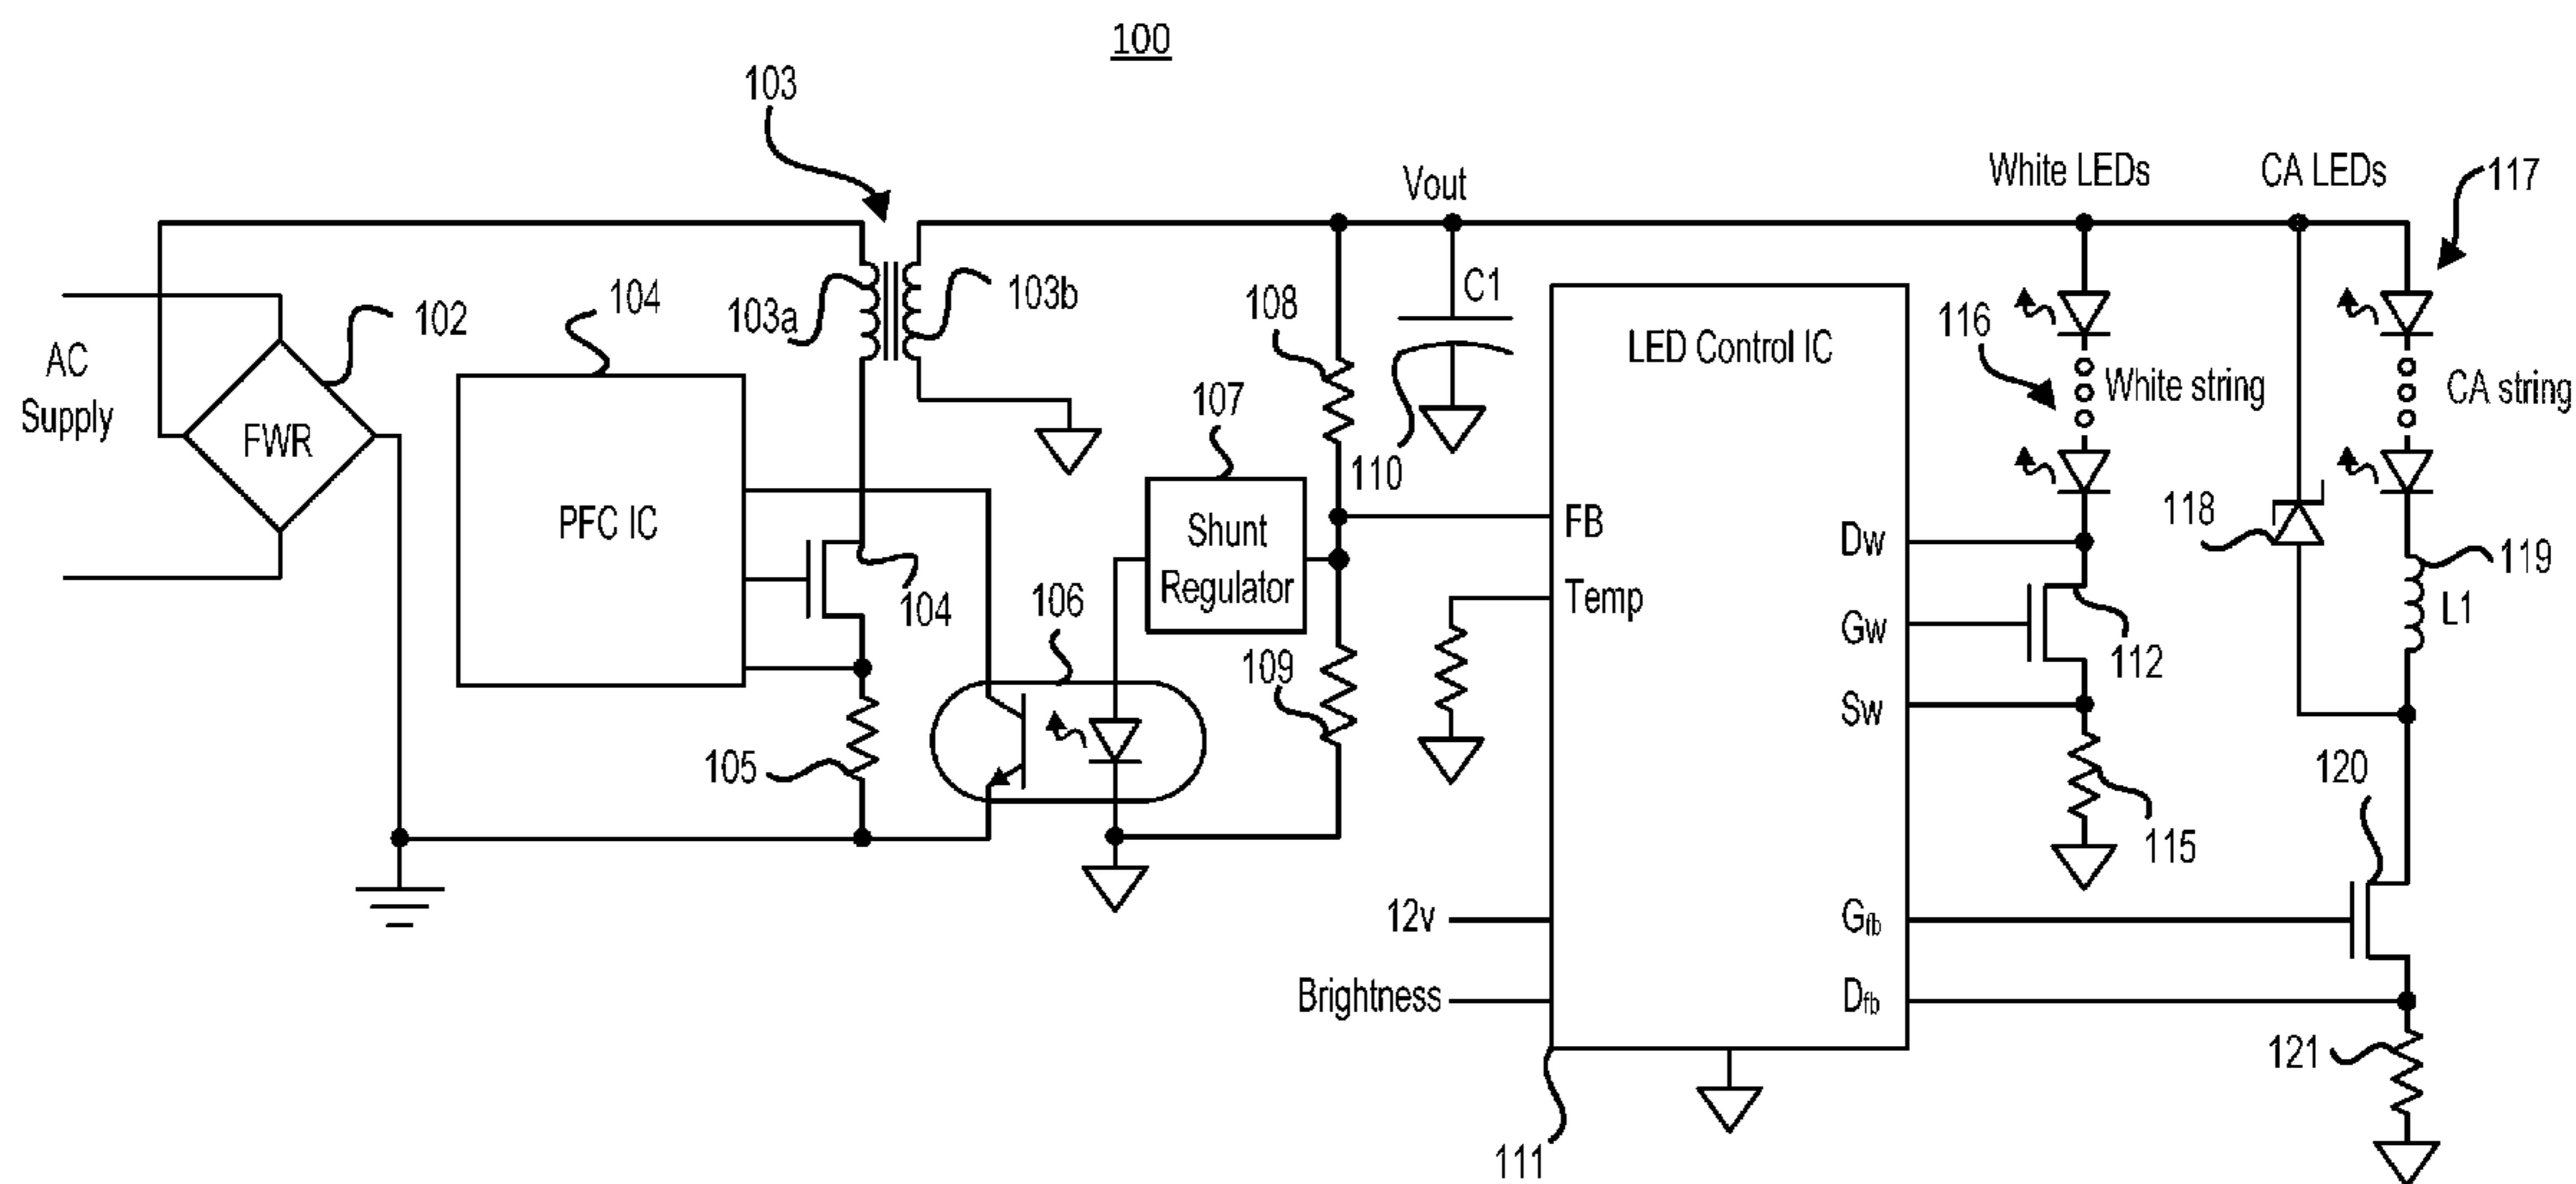 100
103
Vout
White LEDs
CA LEDs
117
AC
Supply
102
FWR
104
PFC IC
103a
103b
104
105
106
107
Shunt
Regulator
108
109
C1
110
LED Control IC
FB
Temp
12v
Brightness
Dw
Gw
Sw
Gfb
Dfb
111
116
White string
CA string
118
119
L1
112
115
120
121